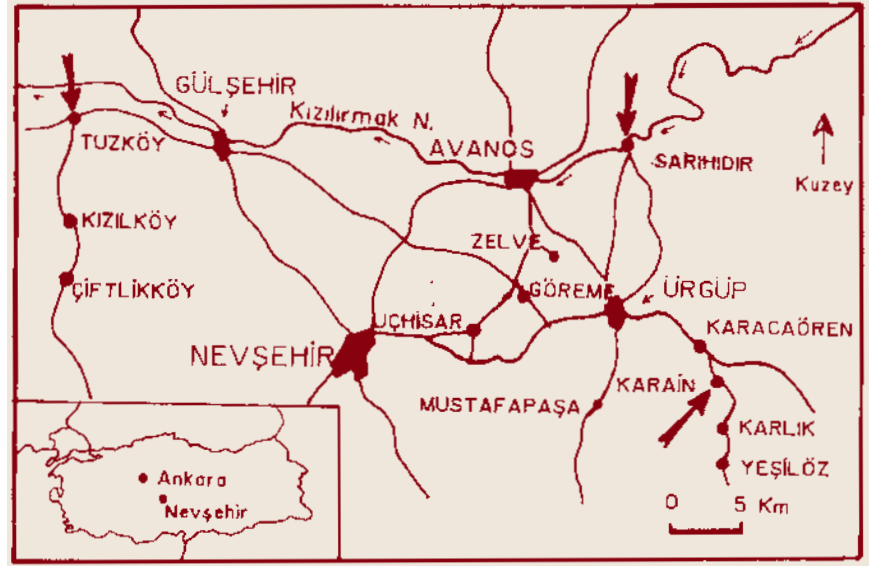 GÜLŞEHİR
Kızılırmak N.
TUZKÖY
AVANOS
SARIHIDIR
Kuzey
KIZILKÖY
ZELVE
ÇİFTLİKKÖY
GÖREME
ÜRGÜP
UÇHİSAR
KARACAÖREN
NEVŞEHİR
MUSTAFAPAŞA
KARAİN
KARLIK
YEŞİLÖZ
Ankara
Nevşehir
0 5 Km